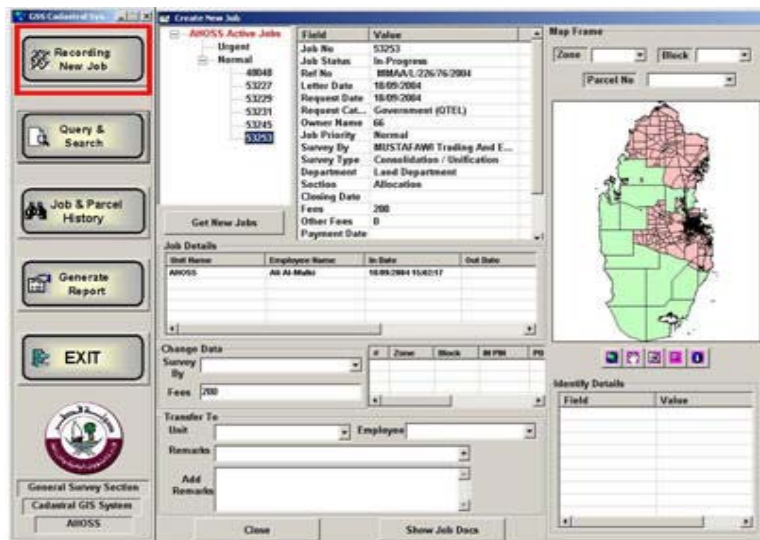 GSS Cadastral Sys...
Recording
New Job
Query &
Search
Job & Parcel
History
Generate
Report
EXIT
General Survey Section
Cadastral GIS System
AHOSS
Create New Job
AHOSS Active Jobs
Urgent
Normal
48048
53227
53229
53231
53245
53253
Get New Jobs
Field Value
Job No 53253
Job Status In-Progress
Ref No MMAA/L/226/76/2004
Letter Date 18/09/2004
Request Date 18/09/2004
Request Cat... Government (QTEL)
Owner Name 66
Job Priority Normal
Survey By MUSTAFAWI Trading And E...
Survey Type Consolidation / Unification
Department Land Department
Section Allocation
Closing Date
Fees 200
Other Fees 0
Payment Date
Job Details
Unit Name Employee Name In Date Out Date
AHOSS Ali Al-Malki 18/09/2004 15:02:17
Change Data
Survey
By
Fees 200
# Zone Block IM PIN PD
Transfer To
Unit Employee
Remarks
Add
Remarks
Close Show Job Docs
Map Frame
Zone Block
Parcel No
Identify Details
Field Value